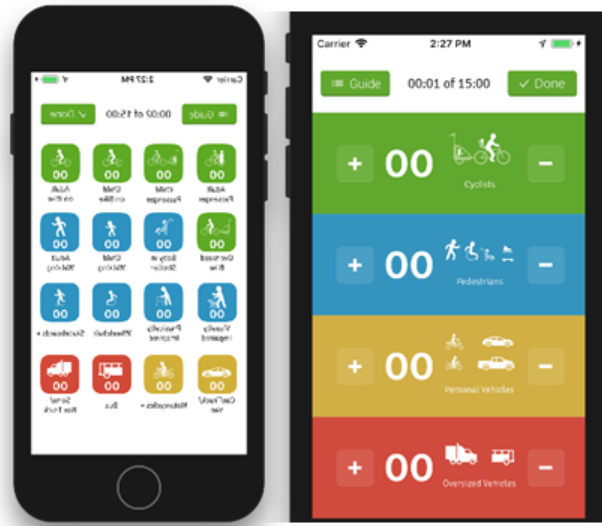 Carrier 2:27 PM
Guide 00:02 of 15:00 Done
00 00 00 00
Adult Passenger
Child Passenger
Child on Bike
Adult on Bike
00 00 00 00
Oversized Bike
Baby in Stroller
Child Walking
Adult Walking
00 00 00 00
Visually Impaired
Physically Impaired
Wheelchair
Skateboards +
00 00 00 00
Car/Truck/ Van
Motorcycles +
Bus
Semi/ Box Truck
Carrier 2:27 PM
Guide 00:01 of 15:00 Done
+ 00 −
Cyclists
+ 00 −
Pedestrians
+ 00 −
Personal Vehicles
+ 00 −
Oversized Vehicles